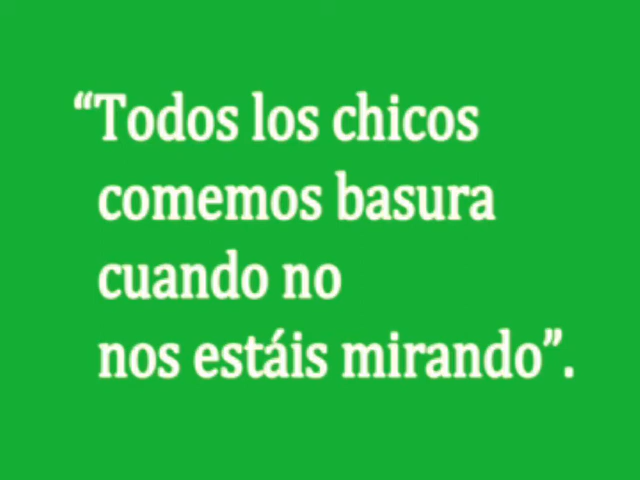 “Todos los chicos
comemos basura
cuando no
nos estáis mirando”.